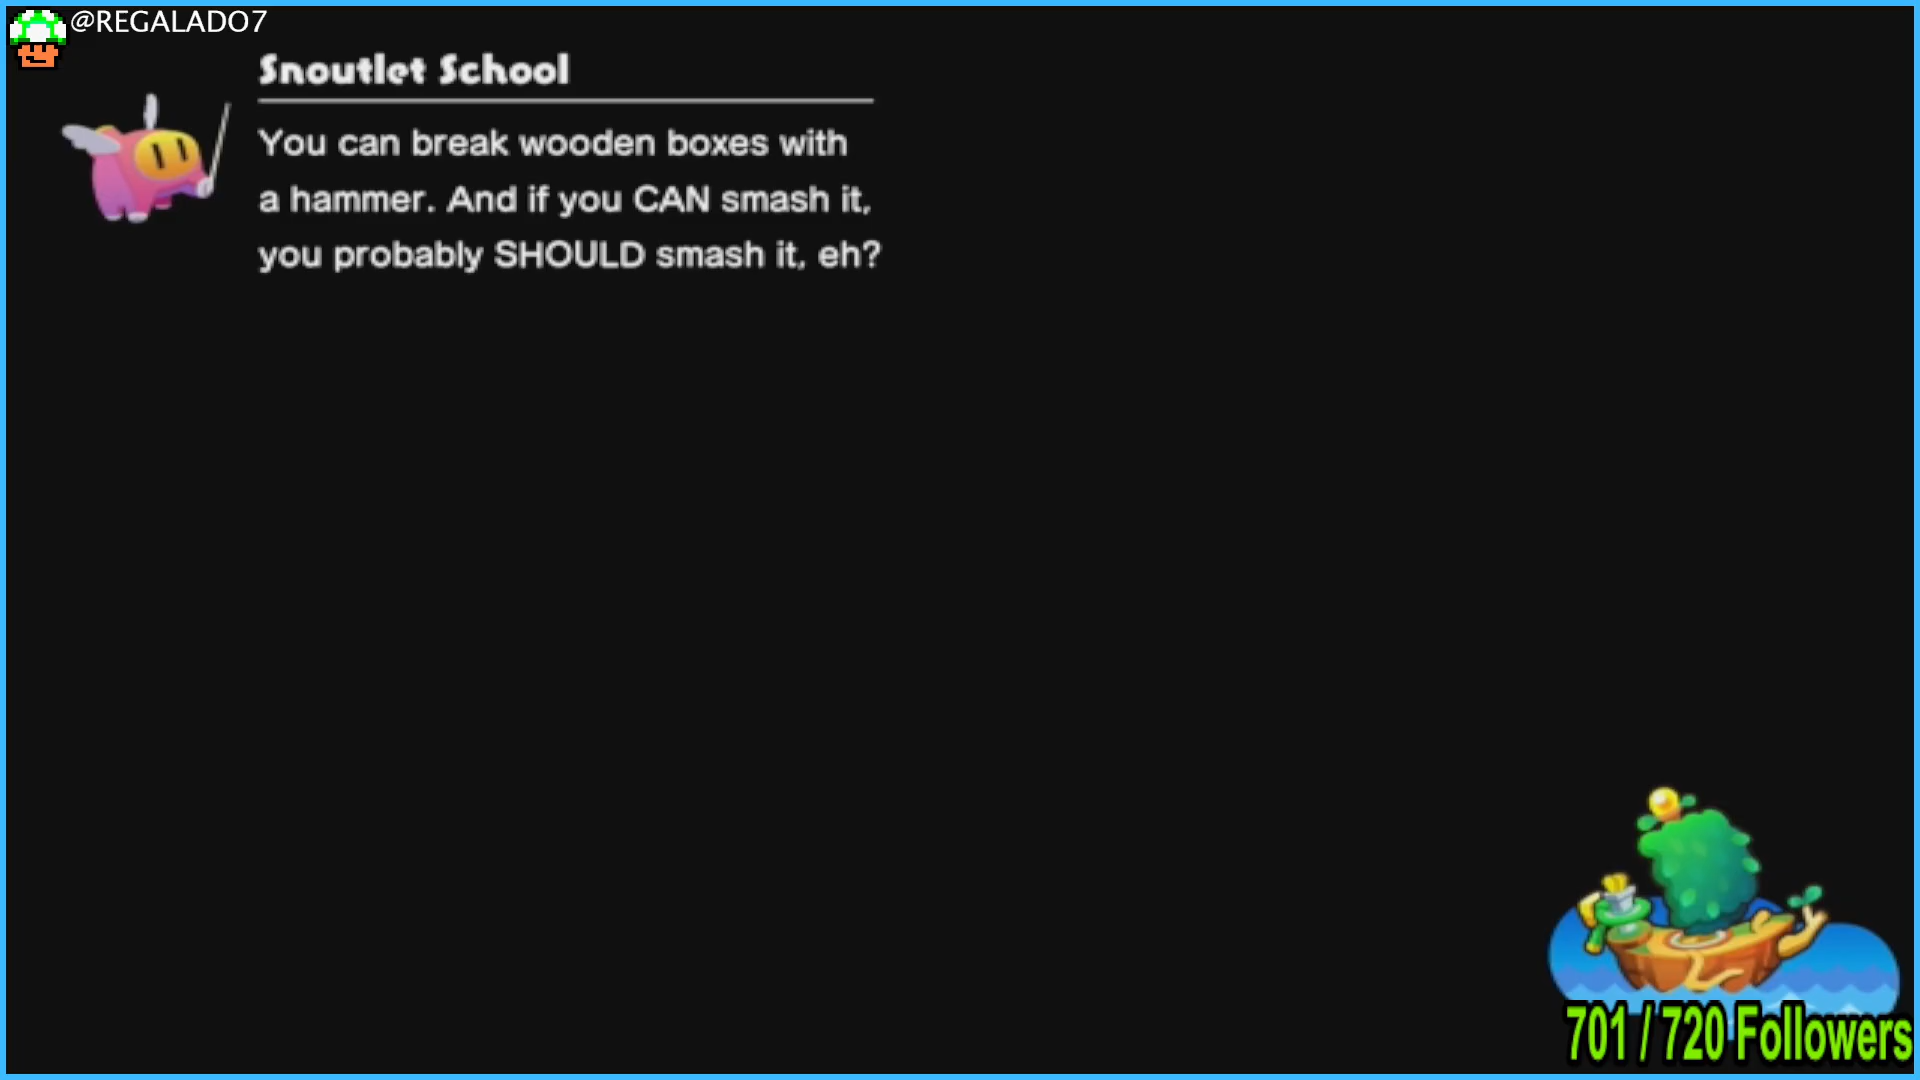 @REGALADO7
Snoutlet School
You can break wooden boxes with
a hammer. And if you CAN smash it,
you probably SHOULD smash it, eh?
701 / 720 Followers